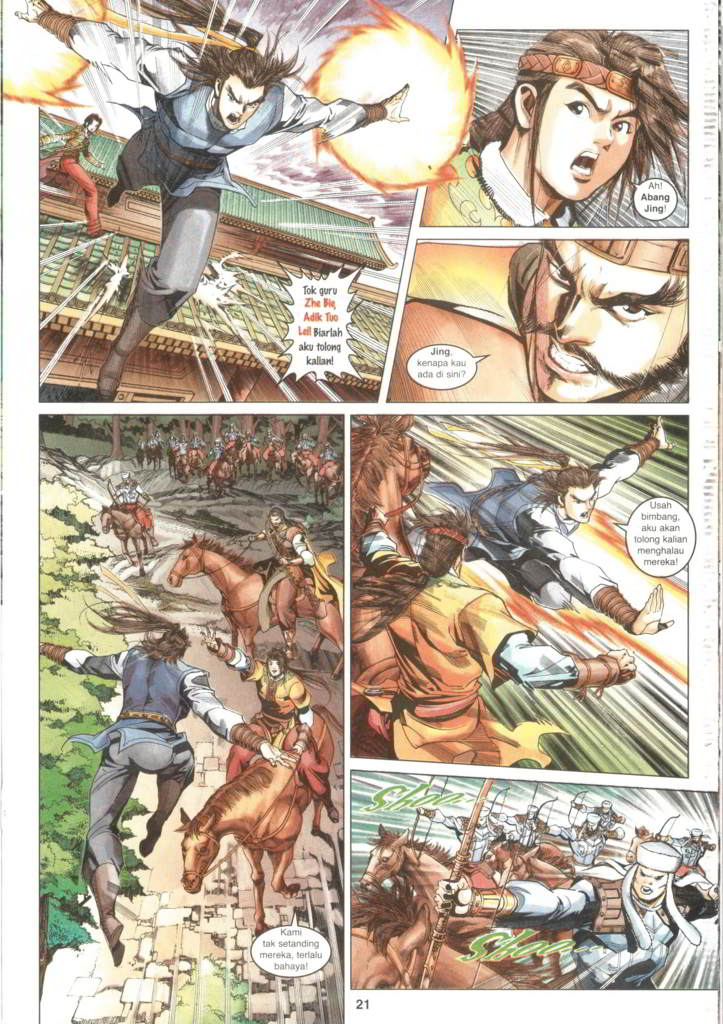 Tok guru
Zhe Bie,
Adik Tuo
Lei! Biarlah
aku tolong
kalian!
Ah!
Abang
Jing!
Jing,
kenapa kau
ada di sini?
Usah
bimbang,
aku akan
tolong kalian
menghalau
mereka!
Kami
tak setanding
mereka, terlalu
bahaya!
Shoo...
Shoo...
21